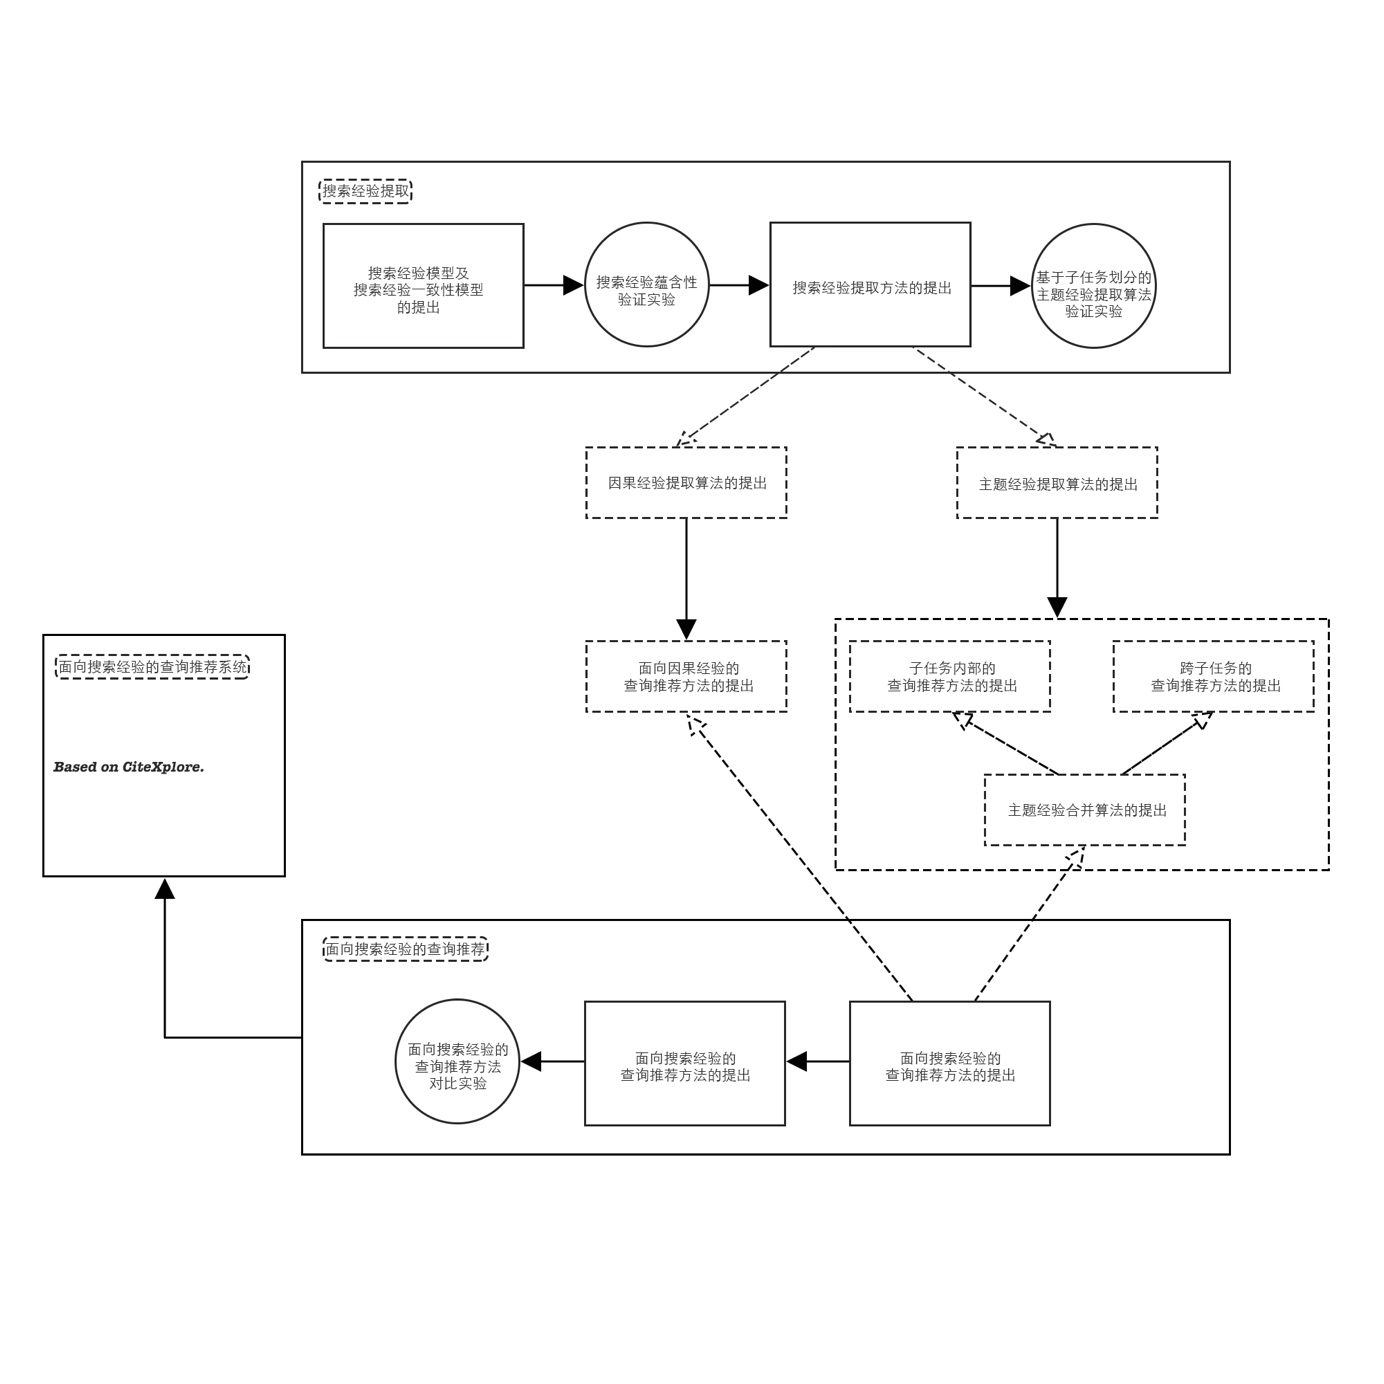 搜索经验提取
搜索经验模型及
搜索经验一致性模型
的提出
搜索经验蕴含性
验证实验
搜索经验提取方法的提出
基于子任务划分的
主题经验提取算法
验证实验
因果经验提取算法的提出
主题经验提取算法的提出
面向搜索经验的查询推荐系统
Based on CiteXplore.
面向因果经验的
查询推荐方法的提出
子任务内部的
查询推荐方法的提出
跨子任务的
查询推荐方法的提出
主题经验合并算法的提出
面向搜索经验的查询推荐
面向搜索经验的
查询推荐方法
对比实验
面向搜索经验的
查询推荐方法的提出
面向搜索经验的
查询推荐方法的提出